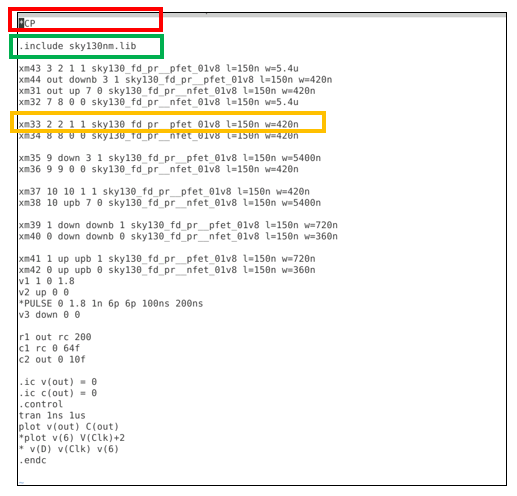 *CP
.include sky130nm.lib
xm43 3 2 1 1 sky130_fd_pr__pfet_01v8 l=150n w=5.4u
xm44 out downb 3 1 sky130_fd_pr__pfet_01v8 l=150n w=420n
xm31 out up 7 0 sky130_fd_pr__nfet_01v8 l=150n w=420n
xm32 7 8 0 0 sky130_fd_pr__nfet_01v8 l=150n w=5.4u
xm33 2 2 1 1 sky130_fd_pr__pfet_01v8 l=150n w=420n
xm34 8 8 0 0 sky130_fd_pr__nfet_01v8 l=150n w=420n
xm35 9 down 3 1 sky130_fd_pr__pfet_01v8 l=150n w=5400n
xm36 9 9 0 0 sky130_fd_pr__nfet_01v8 l=150n w=420n
xm37 10 10 1 1 sky130_fd_pr__pfet_01v8 l=150n w=420n
xm38 10 upb 7 0 sky130_fd_pr__nfet_01v8 l=150n w=5400n
xm39 1 down downb 1 sky130_fd_pr__pfet_01v8 l=150n w=720n
xm40 0 down downb 0 sky130_fd_pr__nfet_01v8 l=150n w=360n
xm41 1 up upb 1 sky130_fd_pr__pfet_01v8 l=150n w=720n
xm42 0 up upb 0 sky130_fd_pr__nfet_01v8 l=150n w=360n
v1 1 0 1.8
v2 up 0 0
*PULSE 0 1.8 1n 6p 6p 100ns 200ns
v3 down 0 0
r1 out rc 200
c1 rc 0 64f
c2 out 0 10f
.ic v(out) = 0
.ic c(out) = 0
.control
tran 1ns 1us
plot v(out) C(out)
*plot v(6) V(Clk)+2
* v(D) v(Clk) v(6)
.endc
~